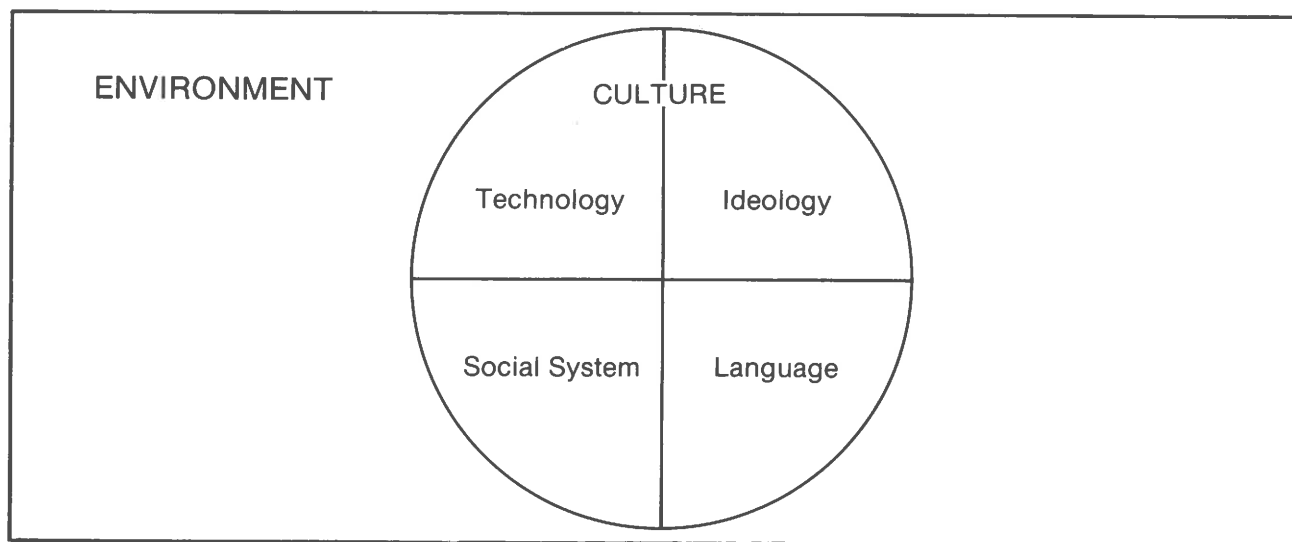 ENVIRONMENT
CULTURE
Technology
Ideology
Social System
Language